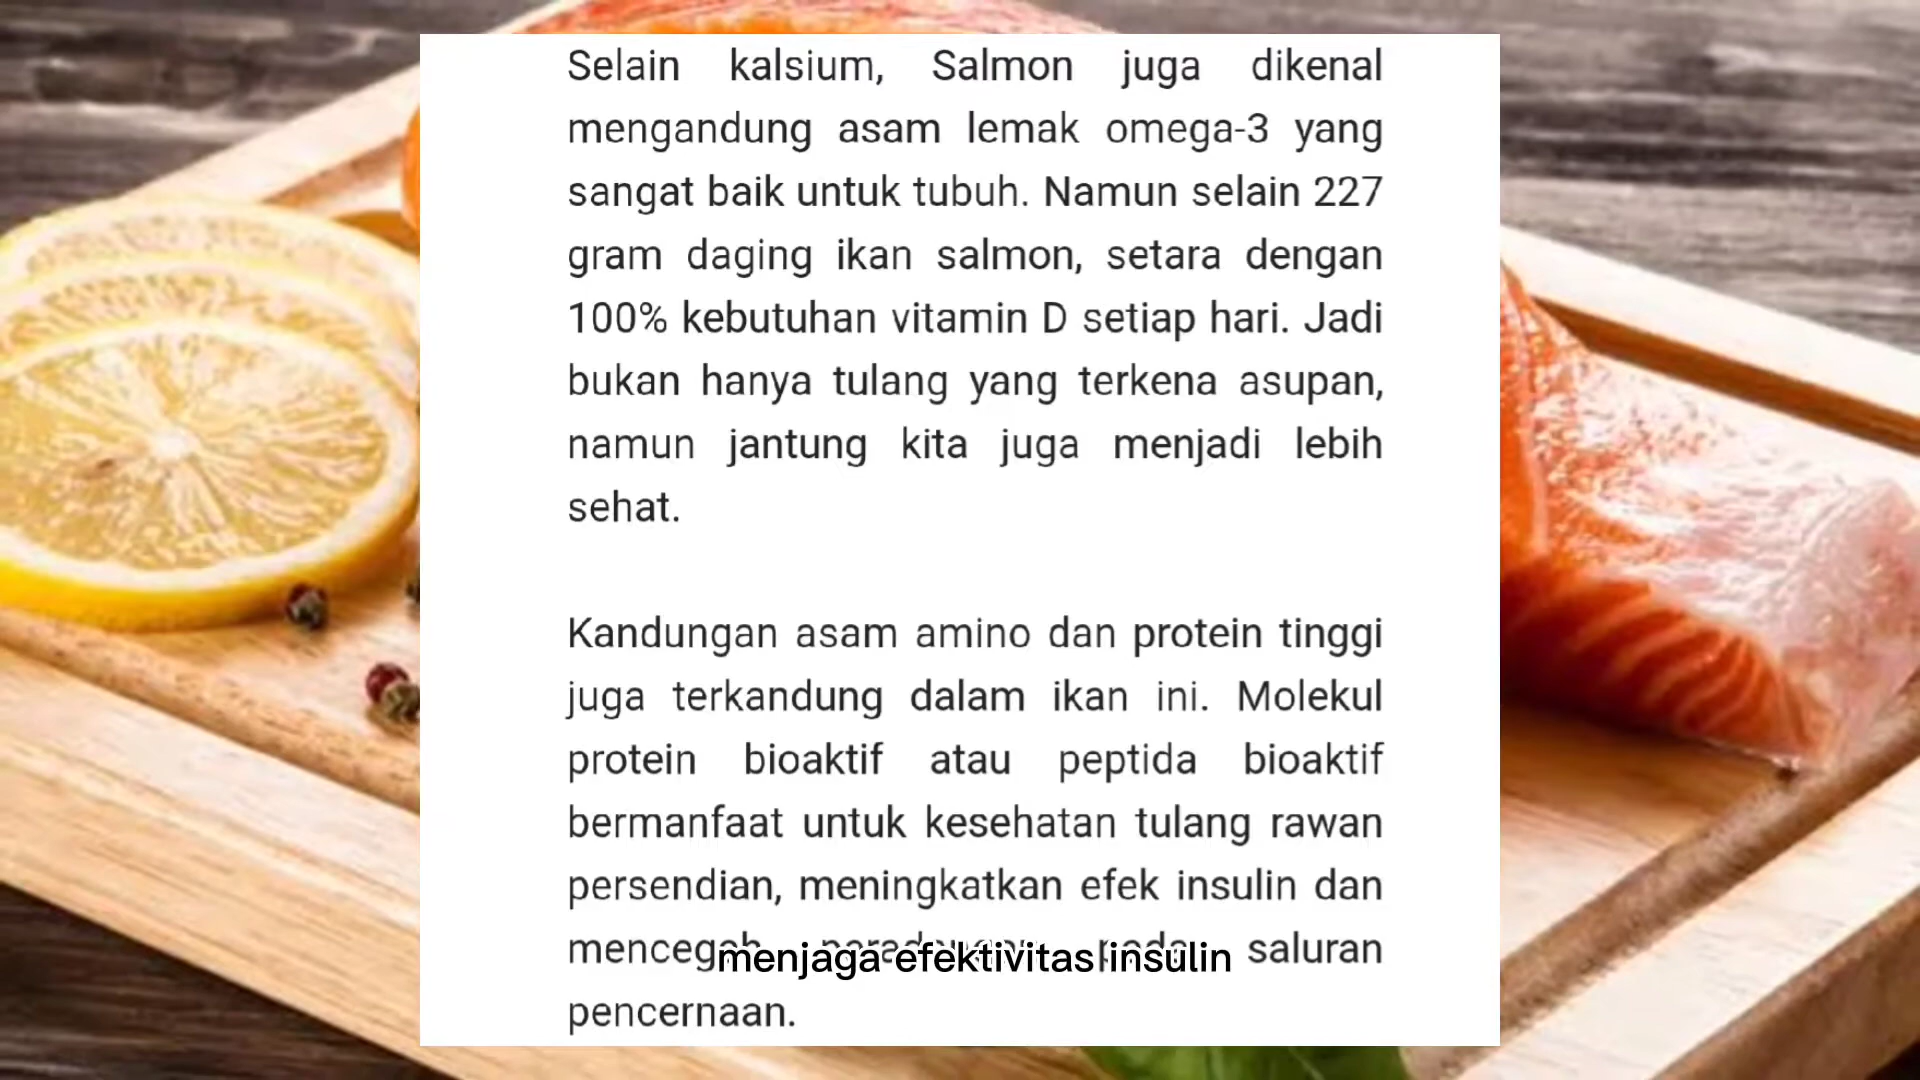 Selain kalsium, Salmon juga dikenal
mengandung asam lemak omega-3 yang
sangat baik untuk tubuh. Namun selain 227
gram daging ikan salmon, setara dengan
100% kebutuhan vitamin D setiap hari. Jadi
bukan hanya tulang yang terkena asupan,
namun jantung kita juga menjadi lebih
sehat.
Kandungan asam amino dan protein tinggi
juga terkandung dalam ikan ini. Molekul
protein bioaktif atau peptida bioaktif
bermanfaat untuk kesehatan tulang rawan
persendian, meningkatkan efek insulin dan
saluran
menjaga efektivitas insulin
pencernaan.